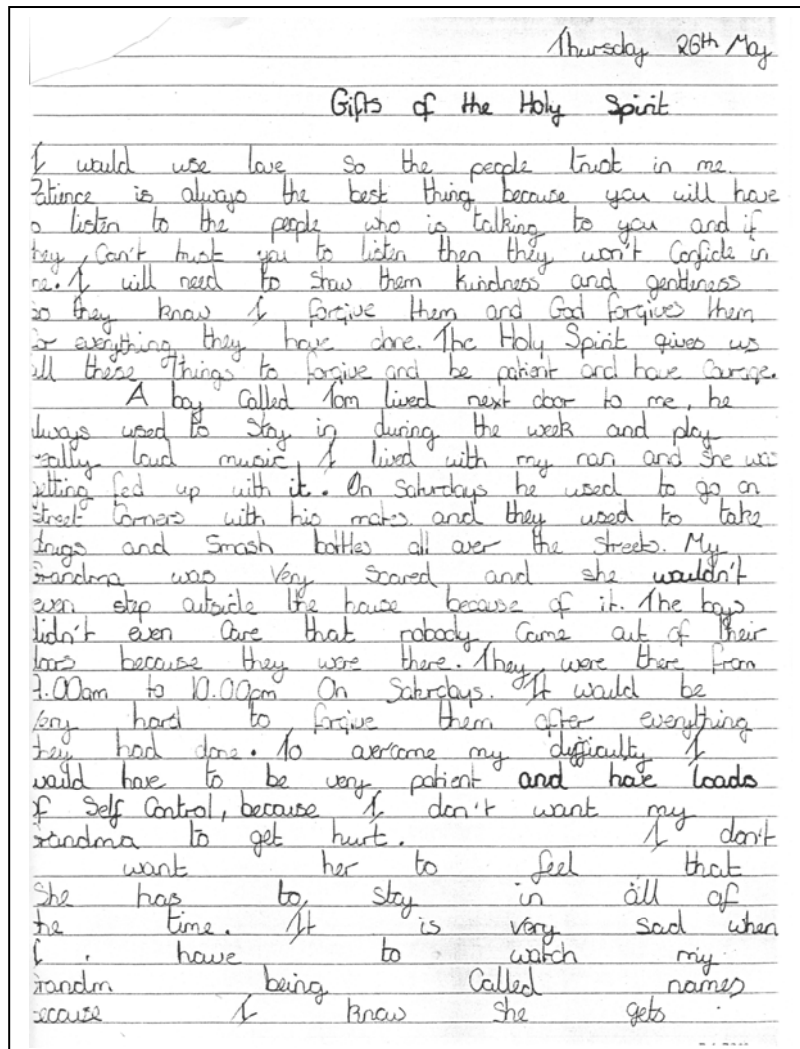 Thursday 26th May
Gifts of the Holy Spirit
I would use love so the people trust in me.
Patience is always the best thing because you will have
o listen to the people who is talking to you and if
hey, can't trust you to listen then they won't Confide in
ne. I will need to show them kindness and gentleness
so they know I forgive them and God forgives them
for everything they have done. The Holy Spirit gives us
all these things to forgive and be patient and have Courage.
A boy Called Tom lived next door to me, he
lways used to stay in during the week and play
really loud music, I lived with my nan and she was
getting fed up with it. On Saturdays he used to go on
street Corners with his mates and they used to take
drugs and Smash bottles all over the streets. My
Grandma was Very Scared and she wouldn't
even step outside the house because of it. The boys
didn't even Care that nobody Came out of their
doors because they were there. They were there from
9.00am to 10.00pm On Saturdays. It would be
very hard to forgive them after everything
they had done. To overcome my difficulty I
would have to be very patient and have loads
of Self Control, because I don't want my
Grandma to get hurt. I don't
want her to feel that
She has to stay in all of
he time. It is very sad when
I have to watch my
Grandm being Called names
ecause I know she gets